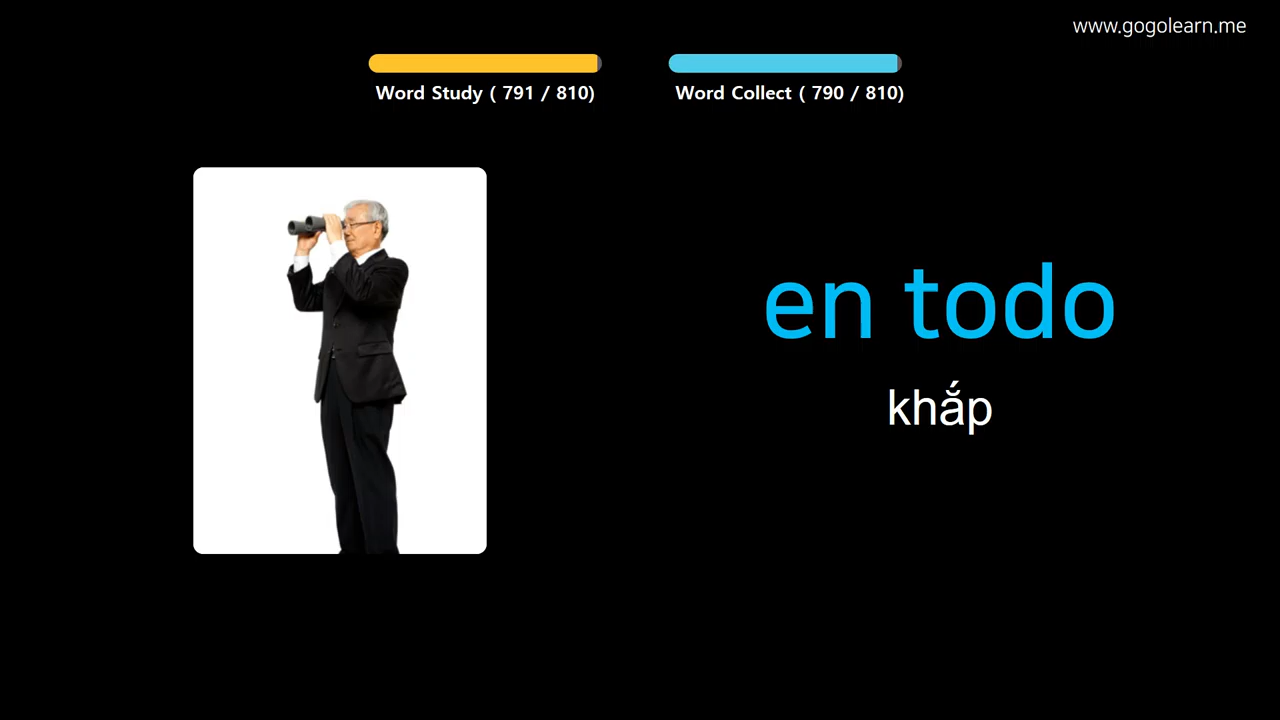 www.gogolearn.me
Word Study ( 791 / 810)
Word Collect ( 790 / 810)
en todo
khắp